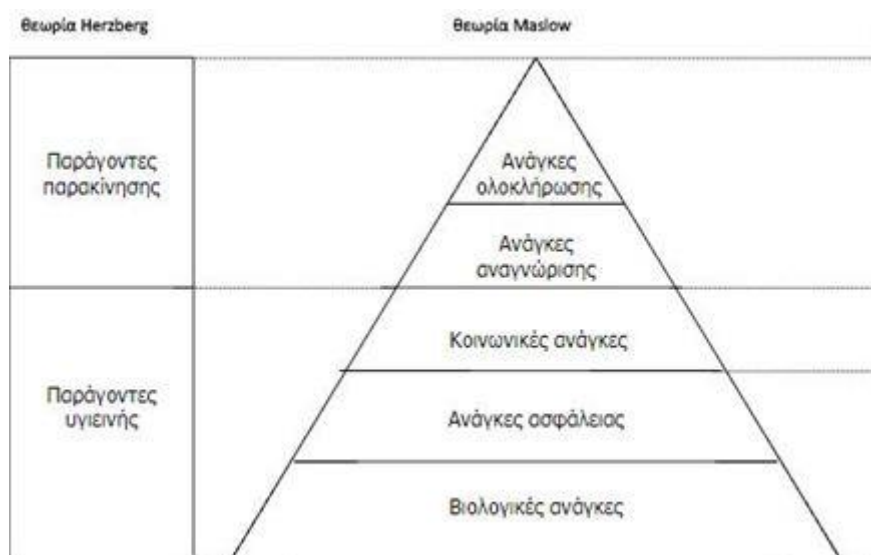 θεωρία Herzberg
θεωρία Maslow
Παράγοντες
παρακίνησης
Ανάγκες
ολοκλήρωσης
Ανάγκες
αναγνώρισης
Κοινωνικές ανάγκες
Παράγοντες
υγιεινής
Ανάγκες ασφάλειας
Βιολογικές ανάγκες